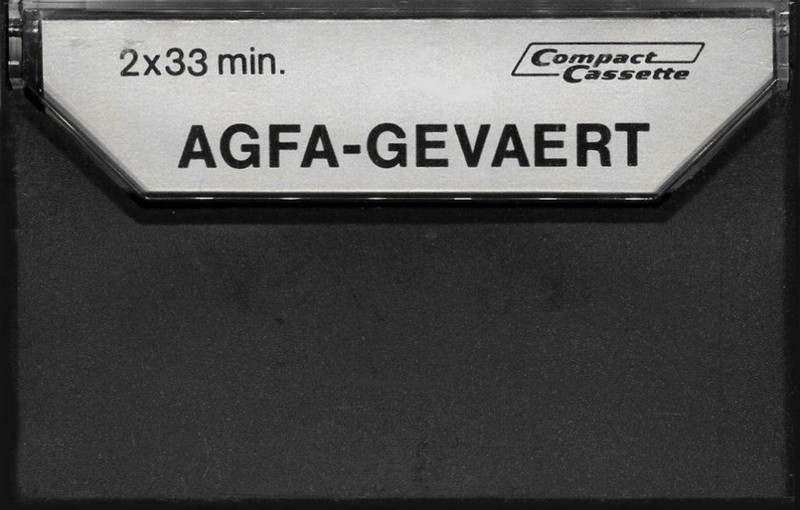 2x33 min.
Compact
Cassette
AGFA-GEVAERT